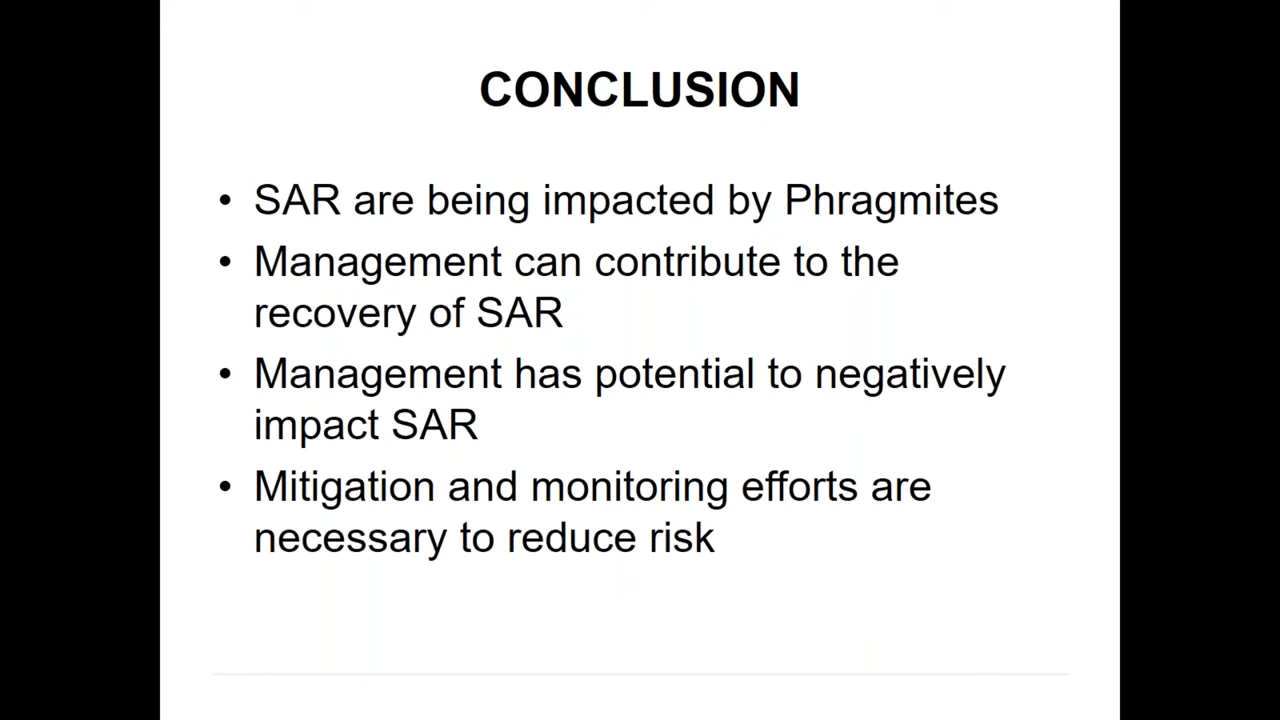 CONCLUSION
• SAR are being impacted by Phragmites
• Management can contribute to the
recovery of SAR
• Management has potential to negatively
impact SAR
• Mitigation and monitoring efforts are
necessary to reduce risk